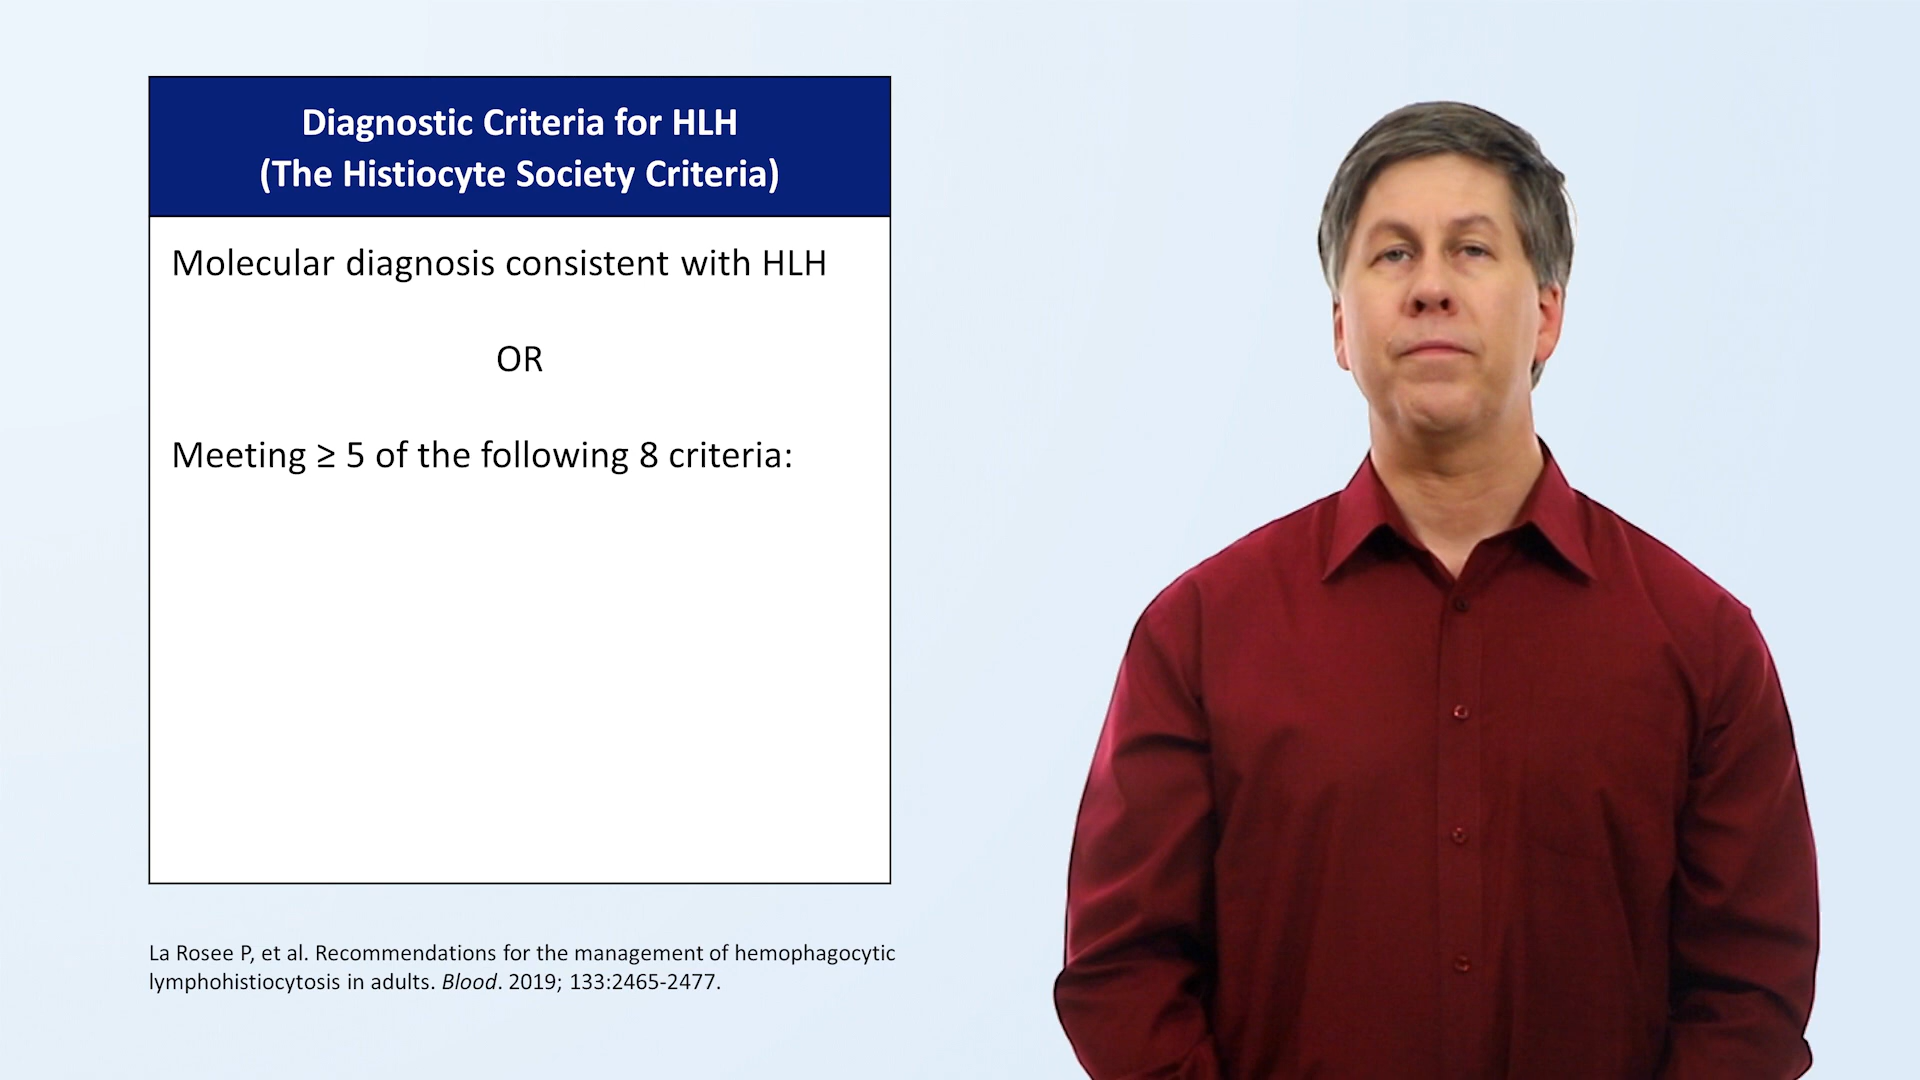 Diagnostic Criteria for HLH
(The Histiocyte Society Criteria)
Molecular diagnosis consistent with HLH
OR
Meeting ≥ 5 of the following 8 criteria:
La Rosee P, et al. Recommendations for the management of hemophagocytic
lymphohistiocytosis in adults. Blood. 2019; 133:2465-2477.